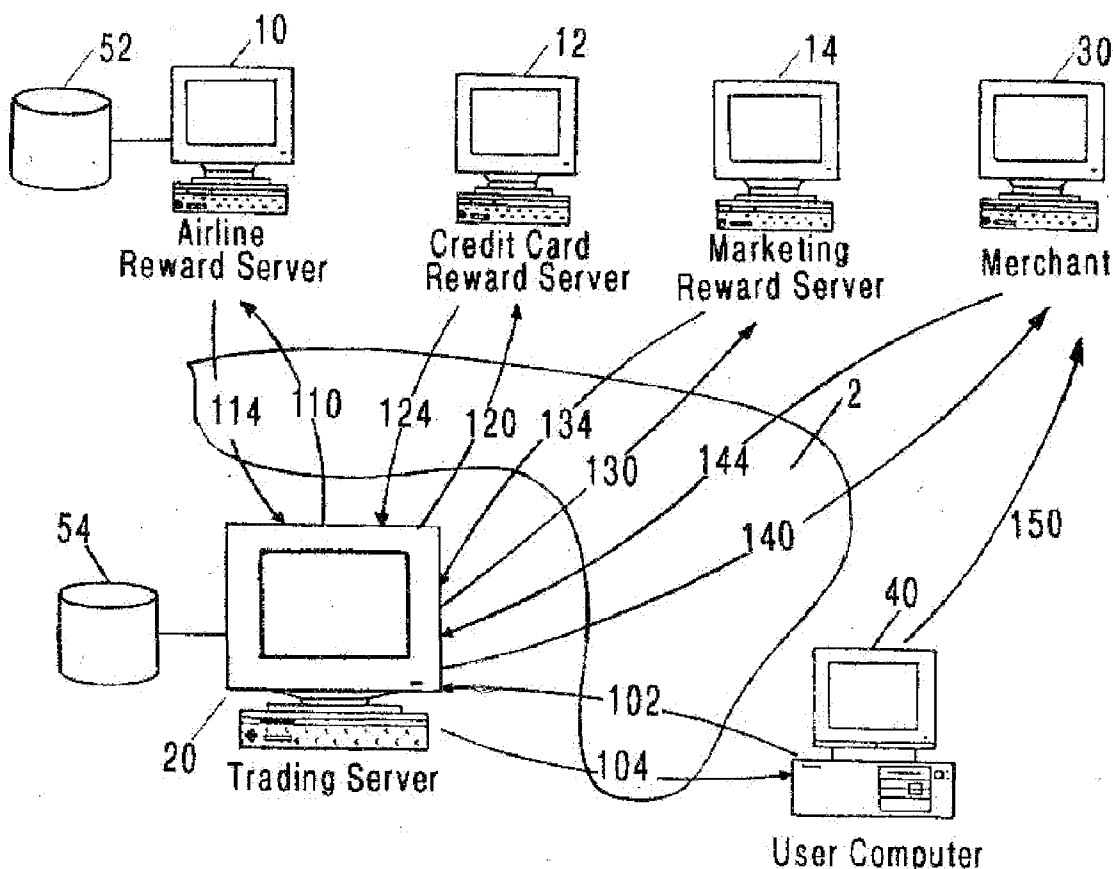 52
10
12
14
30
Airline
Reward Server
Credit Card
Reward Server
Marketing
Reward Server
Merchant
114
110
124
120
134
130
144
2
140
150
54
40
102
20
104
Trading Server
User Computer